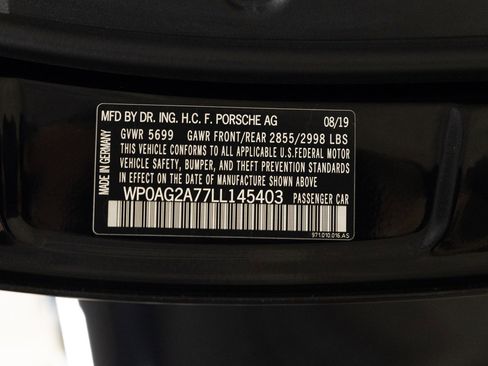 MFD BY DR. ING. H.C. F. PORSCHE AG 08/19
GVWR 5699 GAWR FRONT/REAR 2855/2998 LBS
THIS VEHICLE CONFORMS TO ALL APPLICABLE U.S.FEDERAL MOTOR
VEHICLE SAFETY, BUMPER, AND THEFT PREVENTION STANDARDS
IN EFFECT ON THE DATE OF MANUFACTURE SHOWN ABOVE
WP0AG2A77LL145403 PASSENGER CAR
971.010.016.AS
MADE IN GERMANY